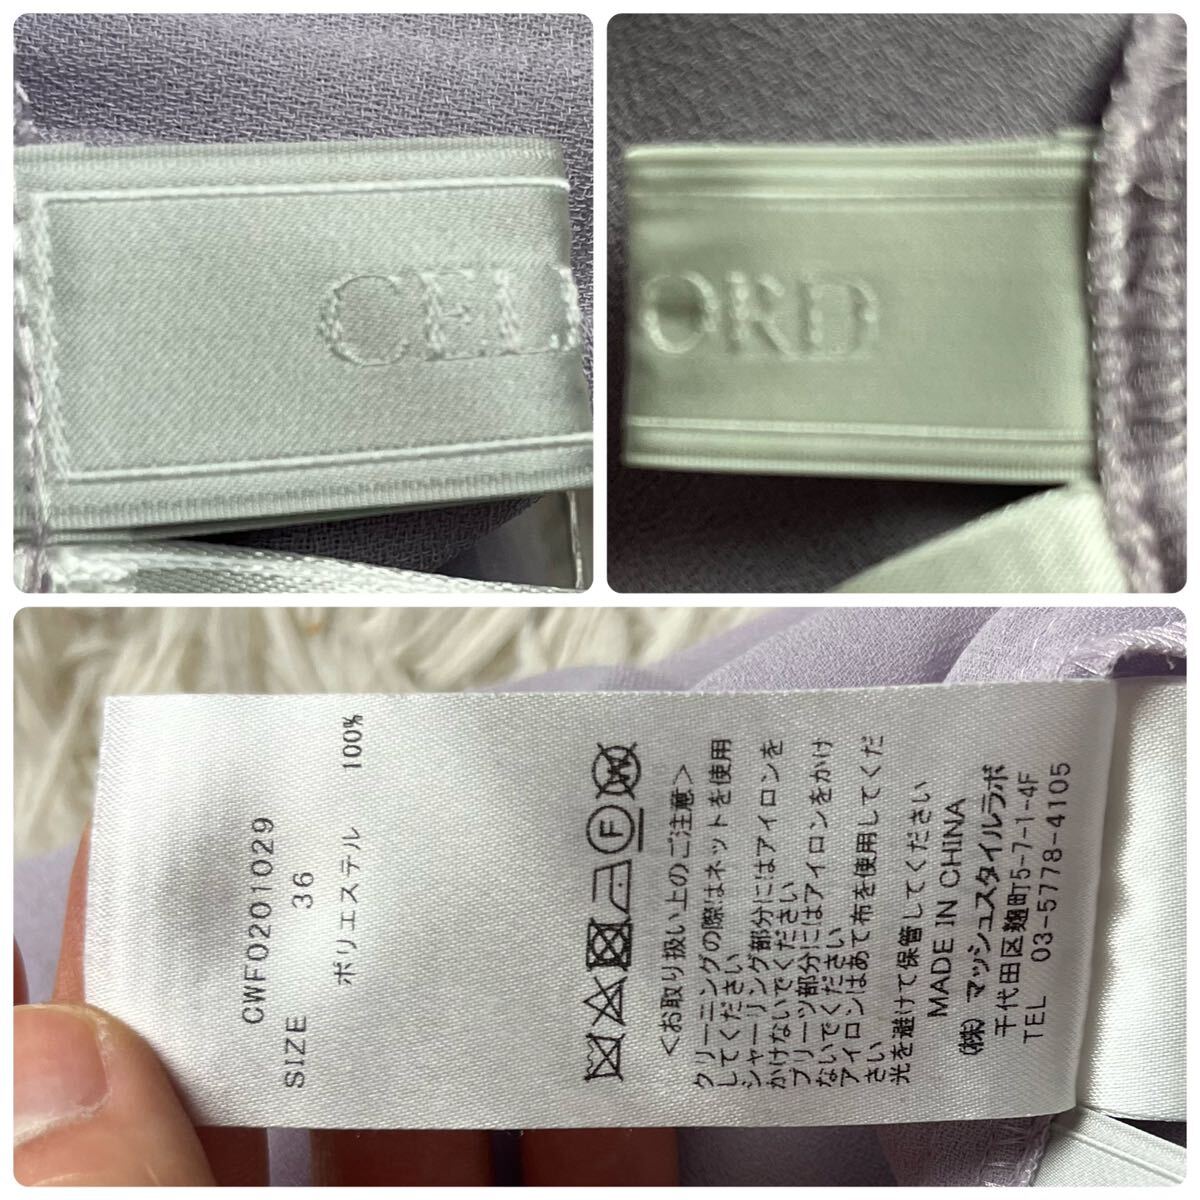 CEL
ORD
CWF0201029
SIZE 36
ポリエステル 100%
<お取り扱い上のご注意>
クリーニングの際はネットを使用
してください
シャーリング部分にはアイロンを
かけないでください
プリーツ部分にはアイロンをかけ
ないでください
アイロンはあて布を使用してくだ
さい
光を避けて保管してください
MADE IN CHINA
(株) マッシュスタイルラボ
千代田区麹町5-7-1-4F
TEL 03-5778-4105